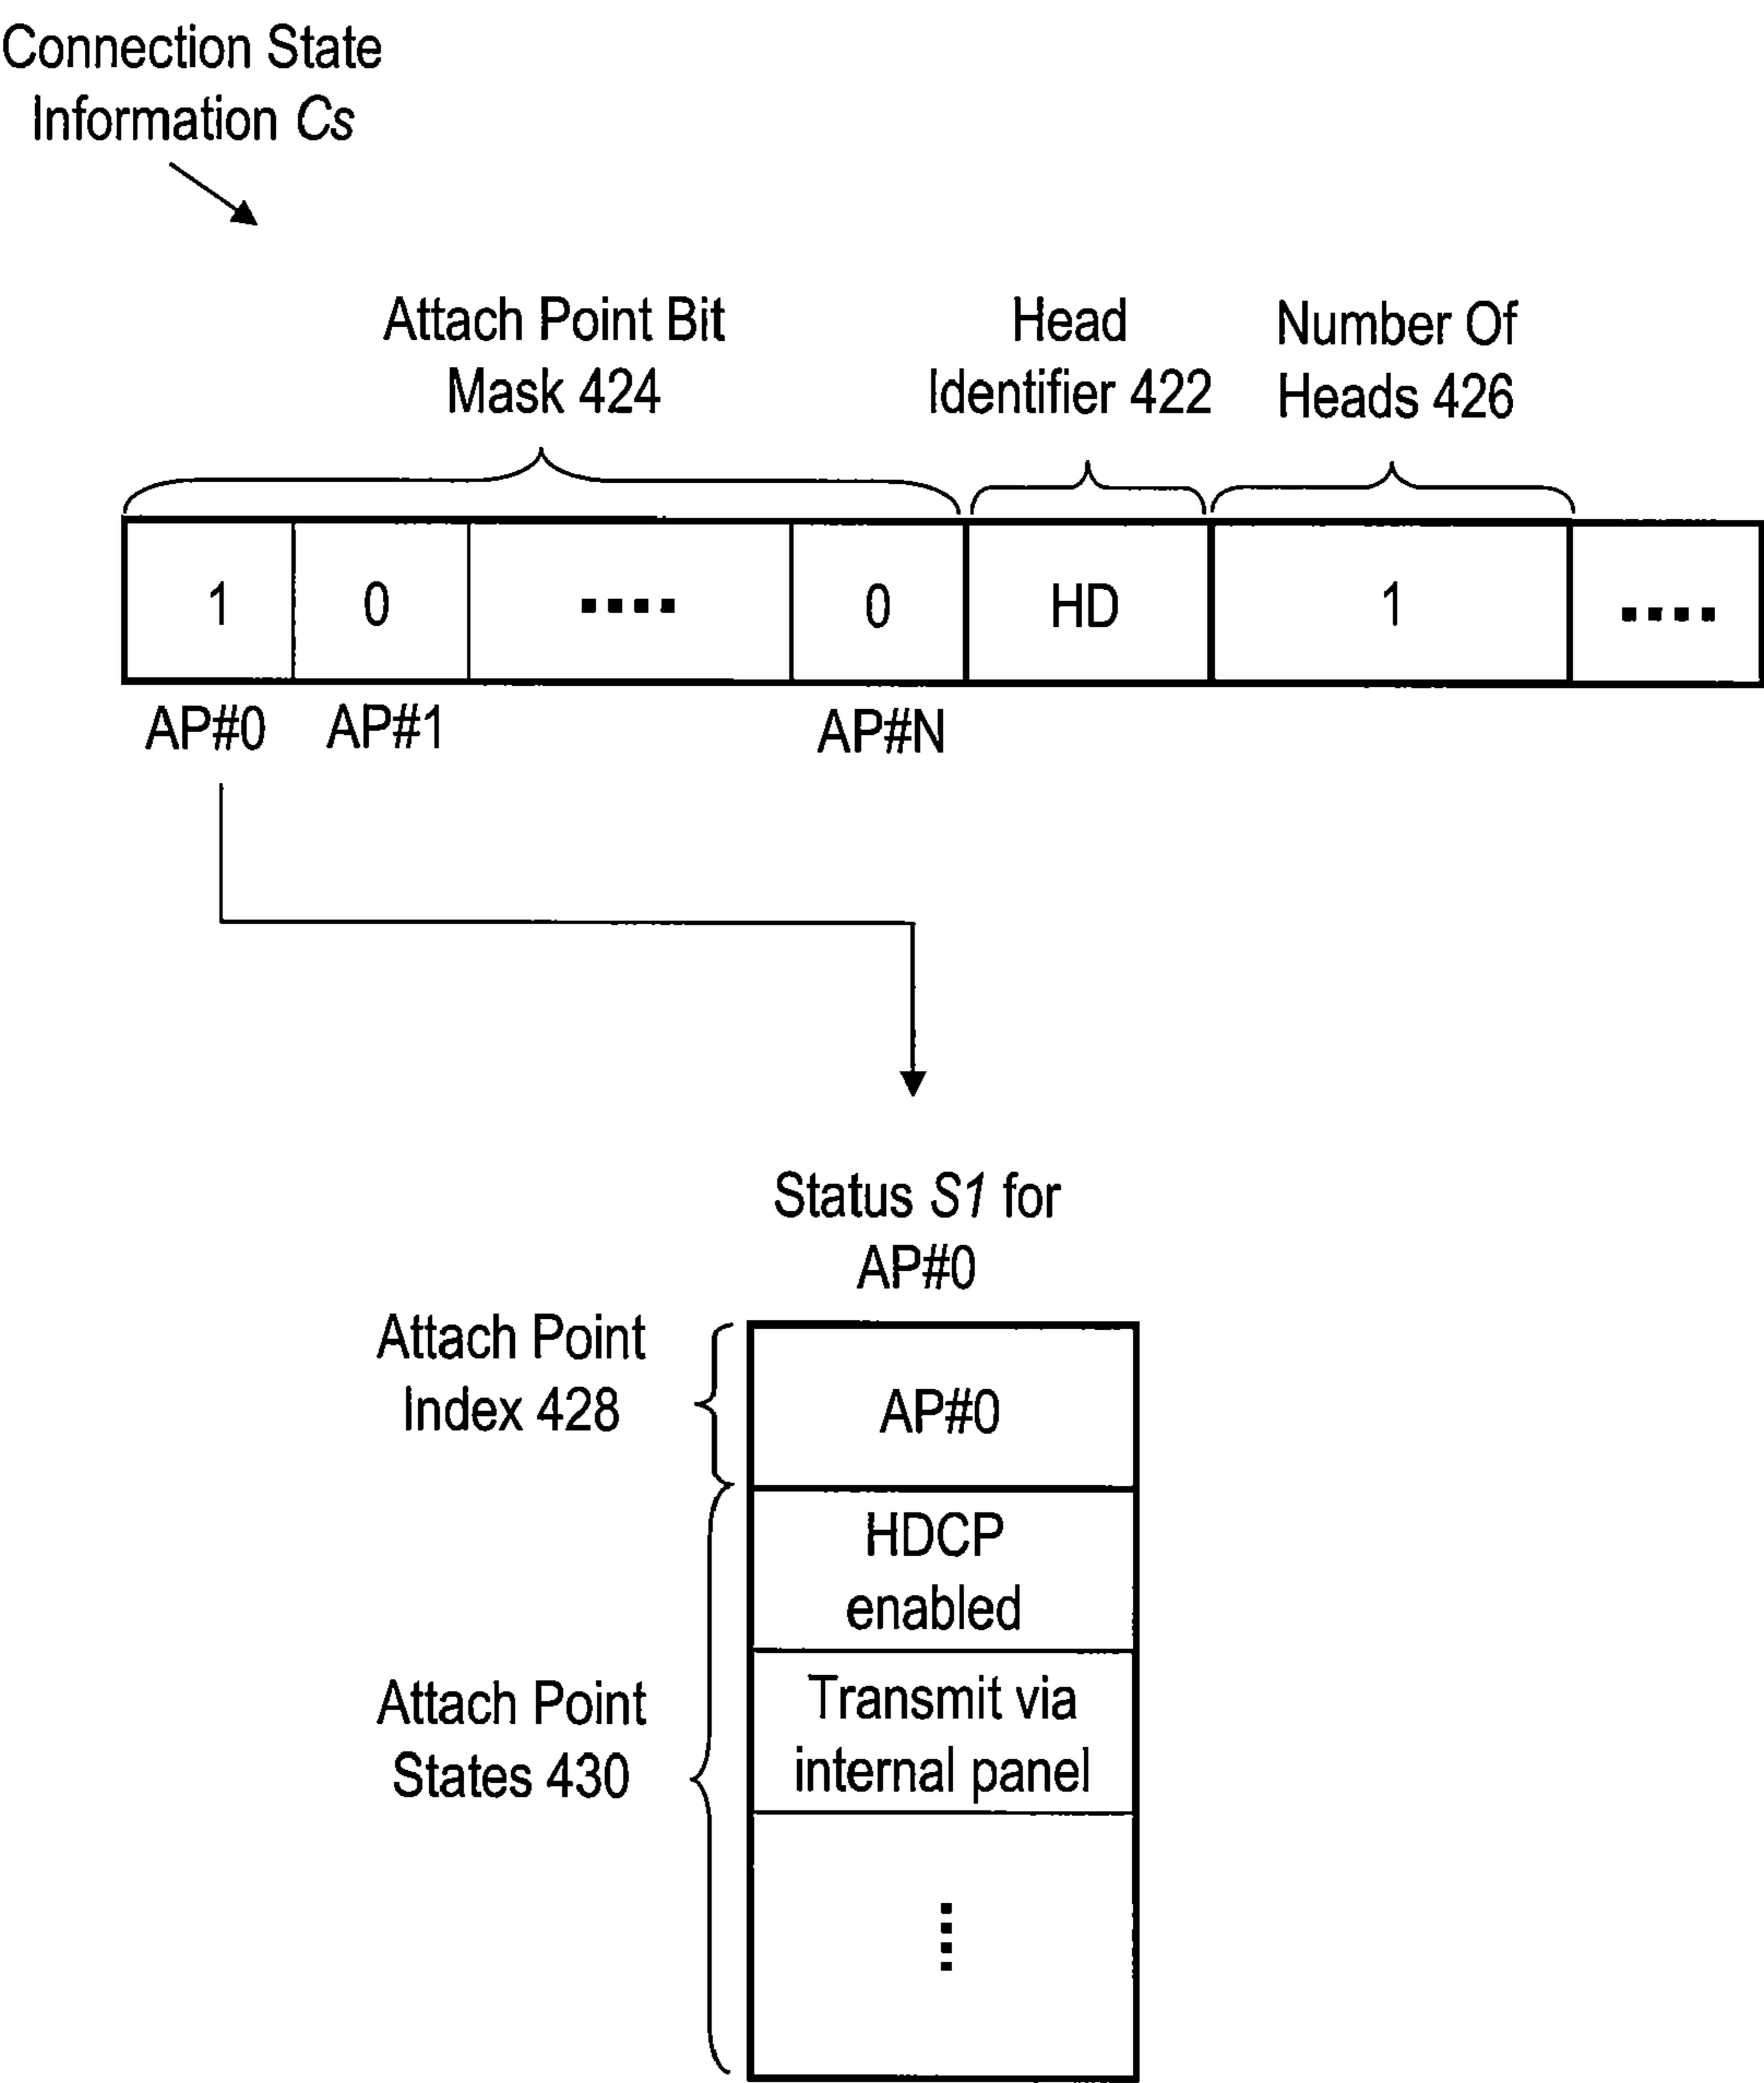 Connection State
Information Cs
Attach Point Bit
Mask 424
Head
Identifier 422
Number Of
Heads 426
1 0 .... 0 HD 1 ....
AP#0 AP#1 AP#N
Status S1 for
AP#0
Attach Point
Index 428
AP#0
HDCP
enabled
Attach Point
States 430
Transmit via
internal panel